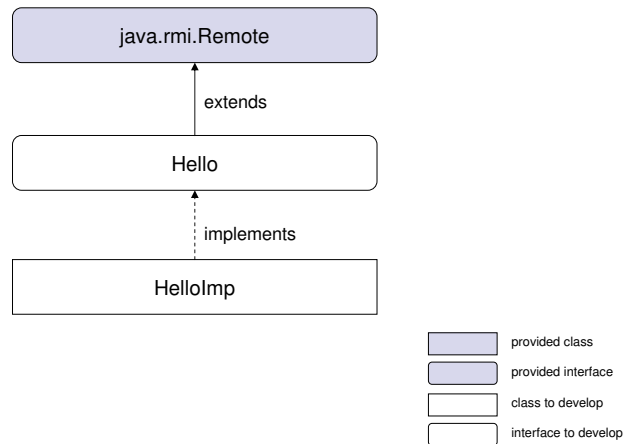 java.rmi.Remote
extends
Hello
implements
HelloImp
provided class
provided interface
class to develop
interface to develop